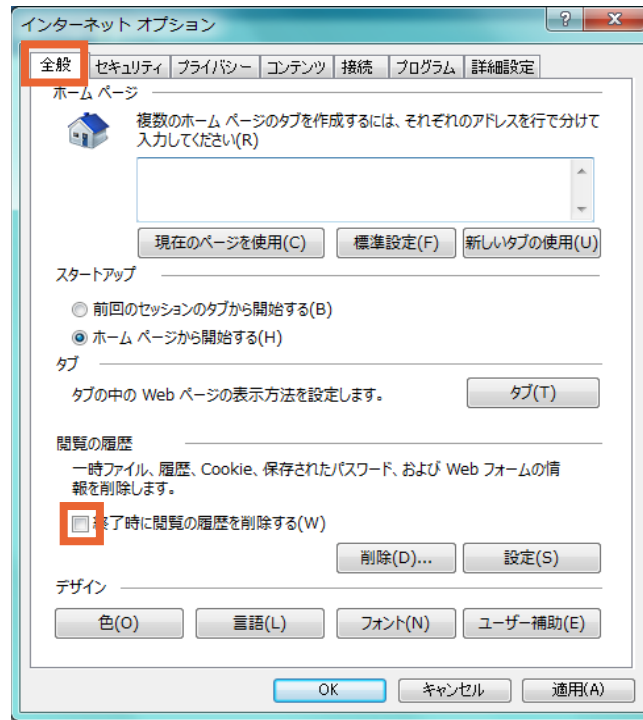 インターネット オプション
全般 セキュリティ プライバシー コンテンツ 接続 プログラム 詳細設定
ホーム ページ
複数のホーム ページのタブを作成するには、それぞれのアドレスを行で分けて
入力してください(R)
現在のページを使用(C) 標準設定(F) 新しいタブの使用(U)
スタートアップ
前回のセッションのタブから開始する(B)
ホーム ページから開始する(H)
タブ
タブの中の Web ページの表示方法を設定します。 タブ(T)
閲覧の履歴
一時ファイル、履歴、Cookie、保存されたパスワード、および Web フォームの情
報を削除します。
終了時に閲覧の履歴を削除する(W)
削除(D)... 設定(S)
デザイン
色(O) 言語(L) フォント(N) ユーザー補助(E)
OK キャンセル 適用(A)